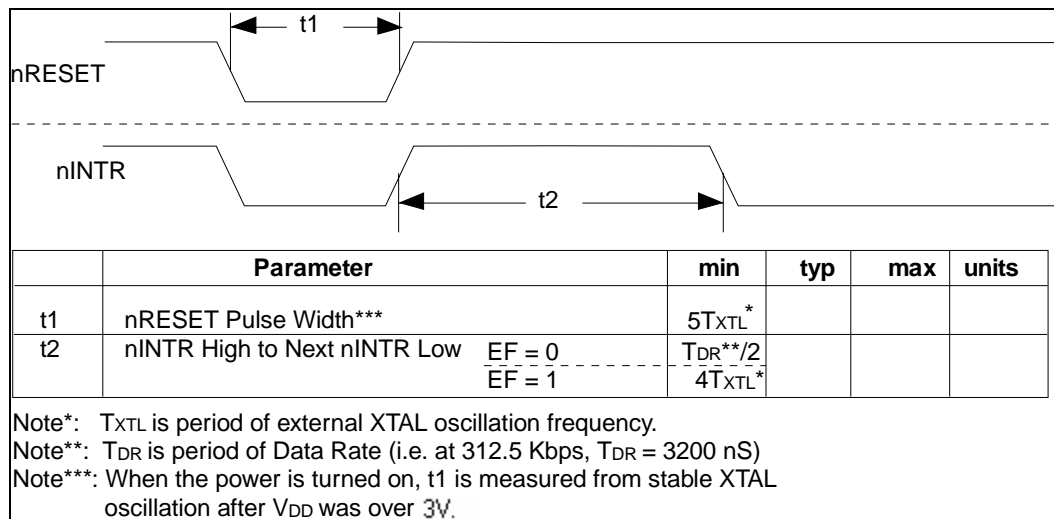 t1
nRESET
nINTR
t2
Parameter min typ max units
t1 nRESET Pulse Width*** 5TXTL*
t2 nINTR High to Next nINTR Low EF = 0 TDR**/2
EF = 1 4TXTL*
Note*: TXTL is period of external XTAL oscillation frequency.
Note**: TDR is period of Data Rate (i.e. at 312.5 Kbps, TDR = 3200 nS)
Note***: When the power is turned on, t1 is measured from stable XTAL
oscillation after VDD was over 3V.